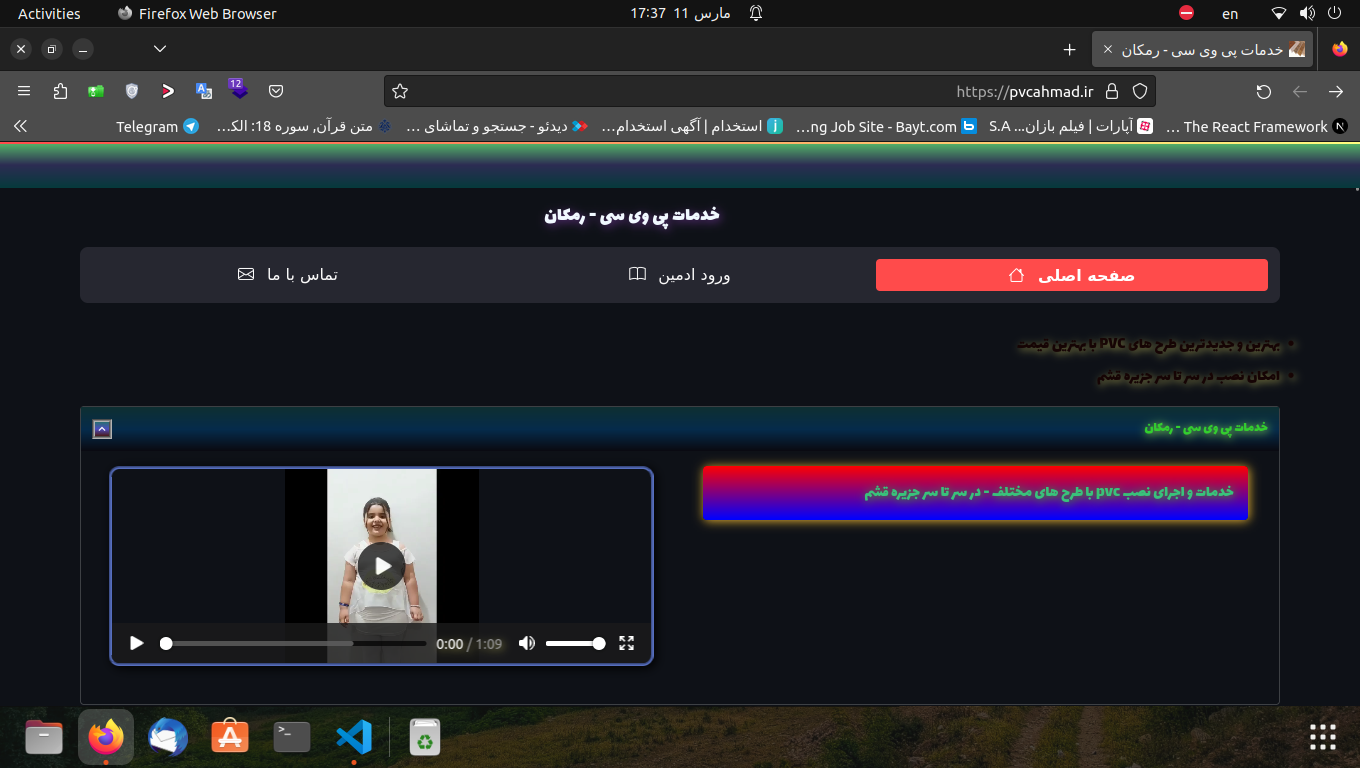 Activities
Firefox Web Browser
مارس 11  17:37
en
خدمات پی وی سی - رمکان
12
https://pvcahmad.ir
The React Framework ...
آپارات | فیلم بازان... S.A
...ng Job Site - Bayt.com
استخدام | آگهی استخدام...
دیدئو - جستجو و تماشای ...
متن قرآن, سوره 18: الک...
Telegram
خدمات پی وی سی - رمکان
صفحه اصلی
ورود ادمین
تماس با ما
• بهترین و جدیدترین طرح های PVC با بهترین قیمت
• امکان نصب در سر تا سر جزیره قشم
خدمات پی وی سی - رمکان
خدمات و اجرای نصب pvc با طرح های مختلف - در سر تا سر جزیره قشم
0:00 / 1:09